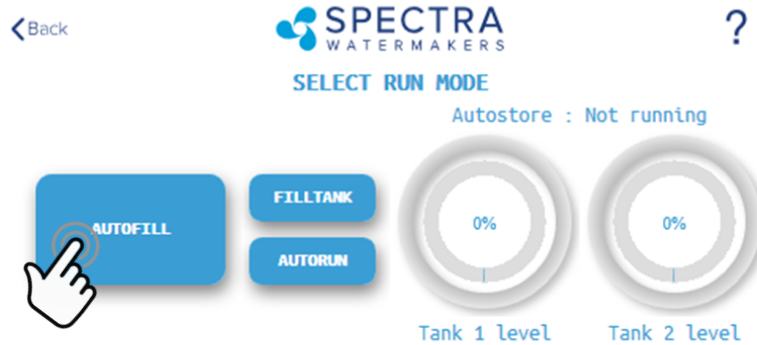 Back
SPECTRA
WATERMAKERS
?
SELECT RUN MODE
Autostore : Not running
AUTOFILL
FILLTANK
AUTORUN
0%
0%
Tank 1 level
Tank 2 level